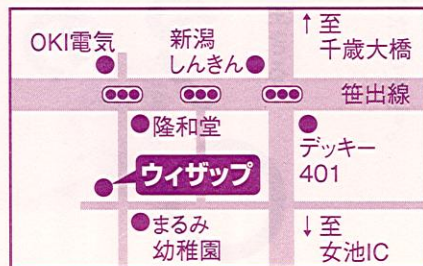 OKI電気
新潟
しんきん
↑至
千歳大橋
笹出線
隆和堂
デッキー
401
ウィザップ
まるみ
幼稚園
↓至
女池IC